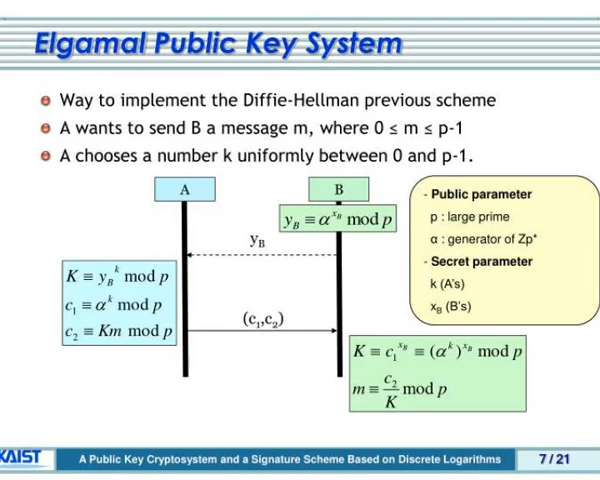 Elgamal Public Key System
Way to implement the Diffie-Hellman previous scheme
A wants to send B a message m, where 0 ≤ m ≤ p-1
A chooses a number k uniformly between 0 and p-1.
A
B
y_B ≡ α^{x_B} mod p
y_B
K ≡ y_B^k mod p
c_1 ≡ α^k mod p
c_2 ≡ Km mod p
(c_1,c_2)
K ≡ c_1^{x_B} ≡ (α^k)^{x_B} mod p
m ≡ c_2/K mod p
- Public parameter
p : large prime
α : generator of Zp*
- Secret parameter
k (A's)
x_B (B's)
KAIST
A Public Key Cryptosystem and a Signature Scheme Based on Discrete Logarithms
7 / 21